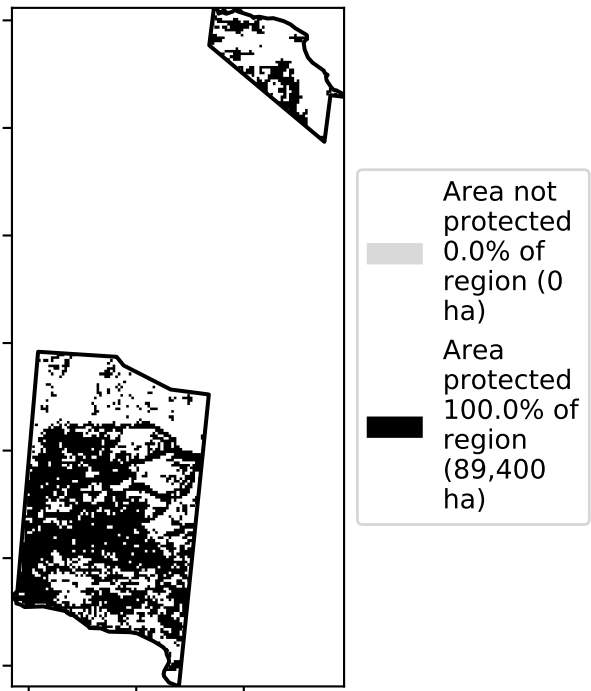 Area not
protected
0.0% of
region (0
ha)
Area
protected
100.0% of
region
(89,400
ha)